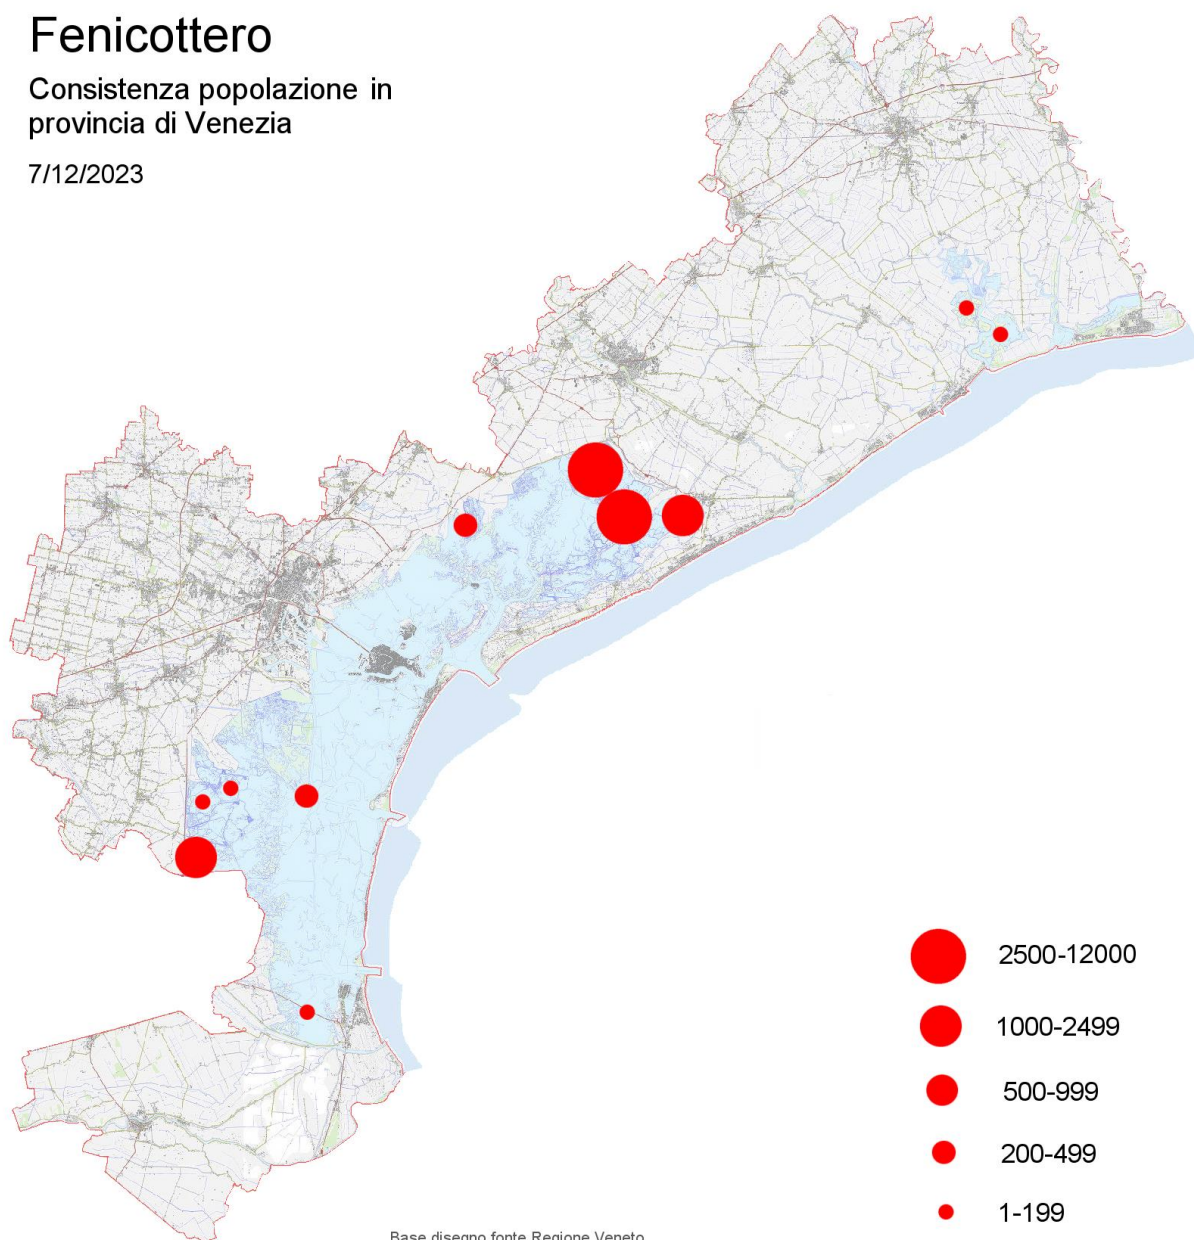 Fenicottero
Consistenza popolazione in
provincia di Venezia
7/12/2023
2500-12000
1000-2499
500-999
200-499
1-199
Base disegno fonte Regione Veneto